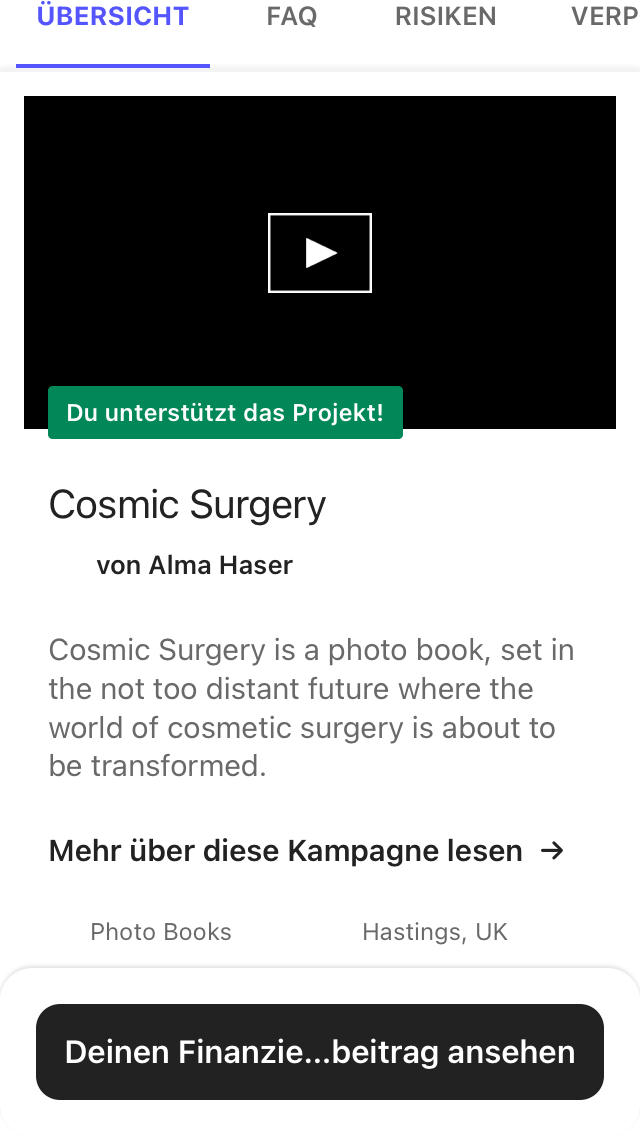 ÜBERSICHT FAQ RISIKEN VERP
Du unterstützt das Projekt!
Cosmic Surgery
von Alma Haser
Cosmic Surgery is a photo book, set in
the not too distant future where the
world of cosmetic surgery is about to
be transformed.
Mehr über diese Kampagne lesen →
Photo Books Hastings, UK
Deinen Finanzie...beitrag ansehen